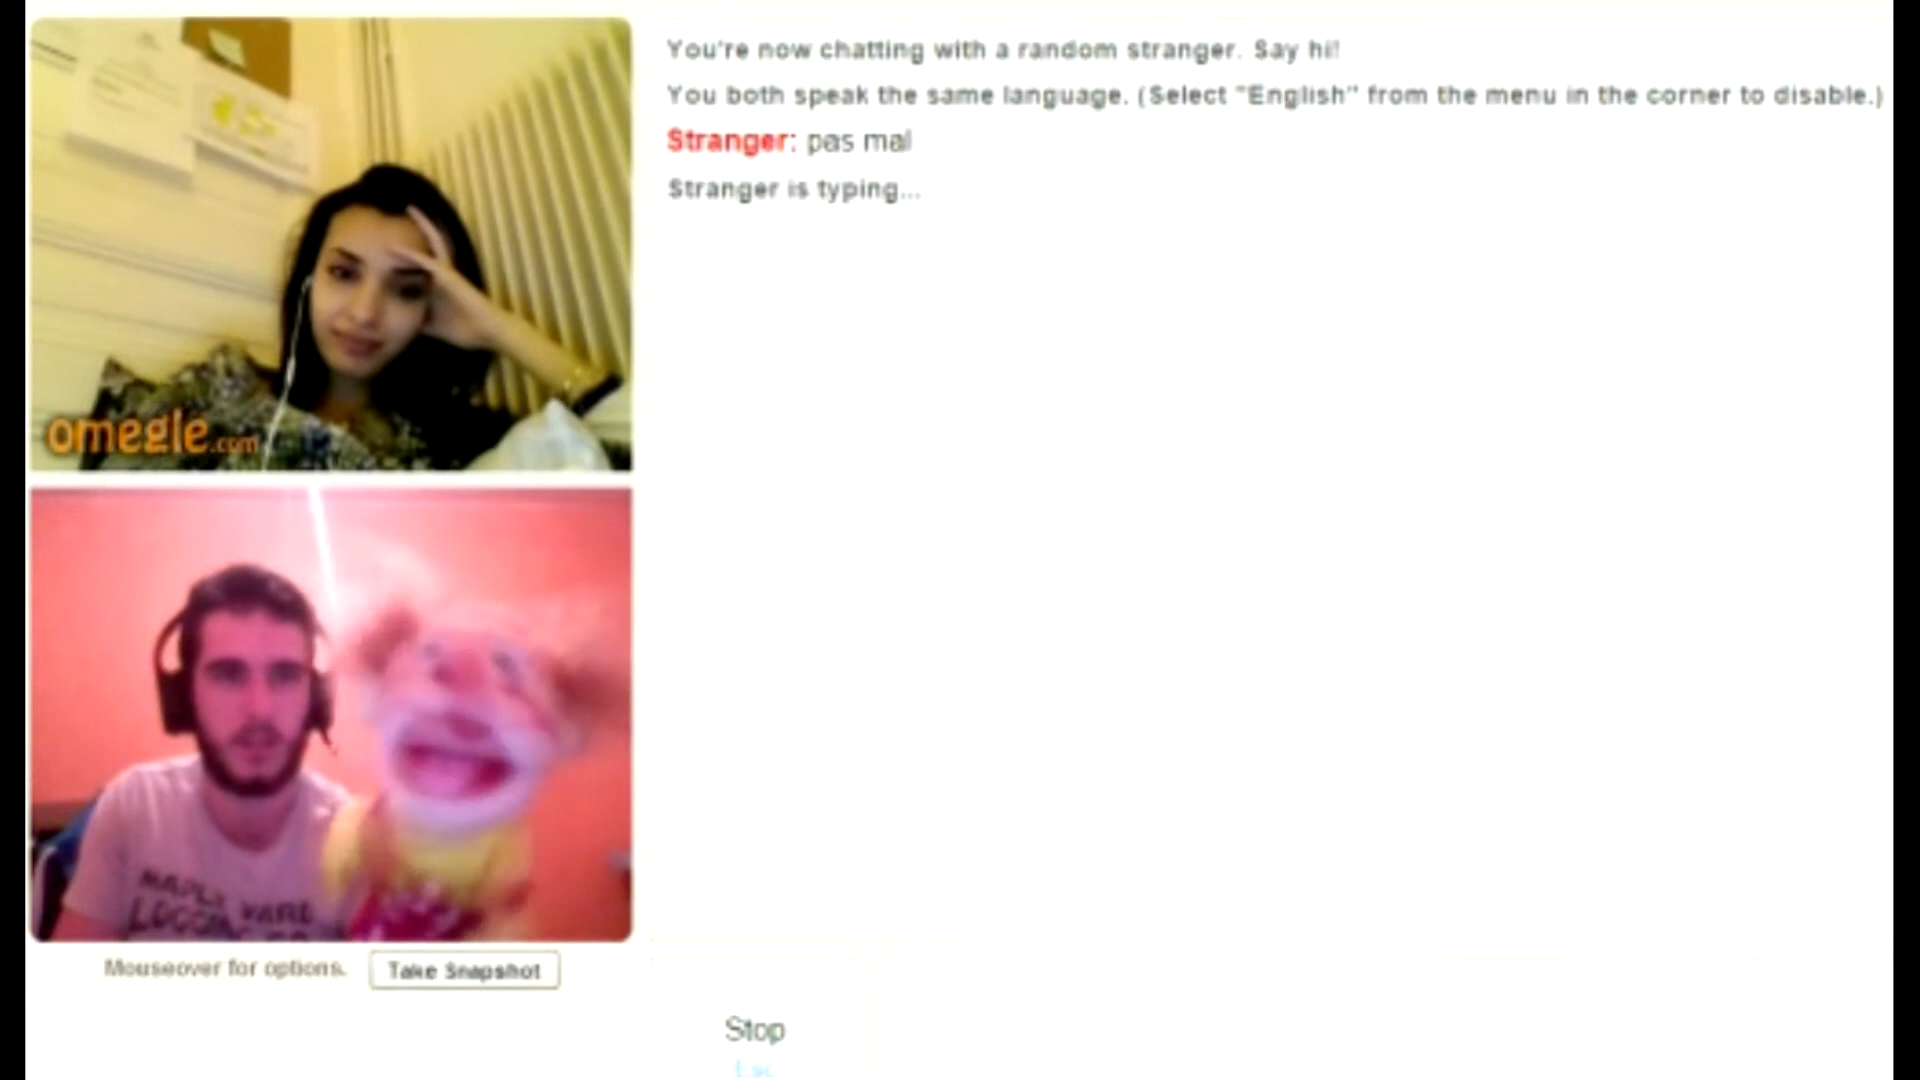 You're now chatting with a random stranger. Say hi!
You both speak the same language. (Select "English" from the menu in the corner to disable.)
Stranger: pas mal
Stranger is typing...
omegle.com
Mouseover for options.
Take Snapshot
Stop
Esc